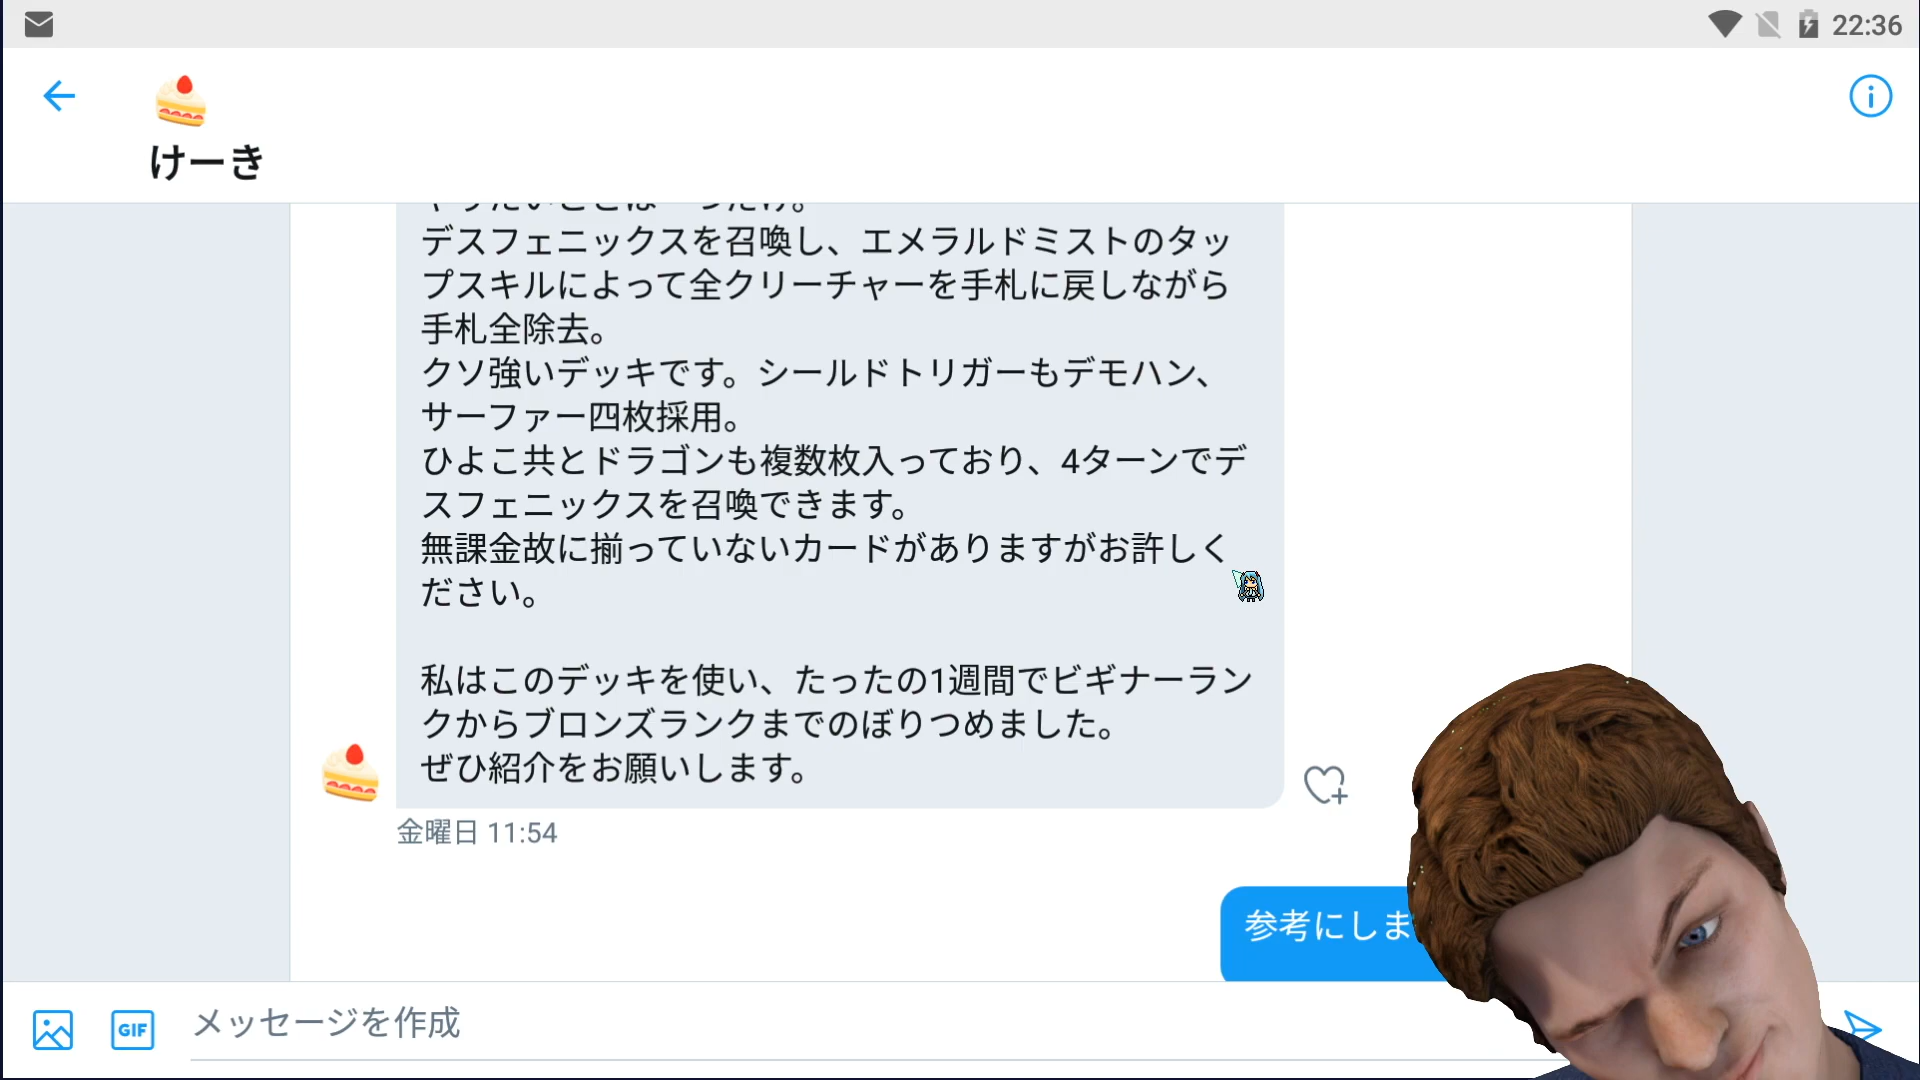 22:36
けーき
デスフェニックスを召喚し、エメラルドミストのタッ
プスキルによって全クリーチャーを手札に戻しながら
手札全除去。
クソ強いデッキです。シールドトリガーもデモハン、
サーファー四枚採用。
ひよこ共とドラゴンも複数枚入っており、4ターンでデ
スフェニックスを召喚できます。
無課金故に揃っていないカードがありますがお許しく
ださい。
私はこのデッキを使い、たったの1週間でビギナーラン
クからブロンズランクまでのぼりつめました。
ぜひ紹介をお願いします。
金曜日 11:54
参考にしま
GIF
メッセージを作成